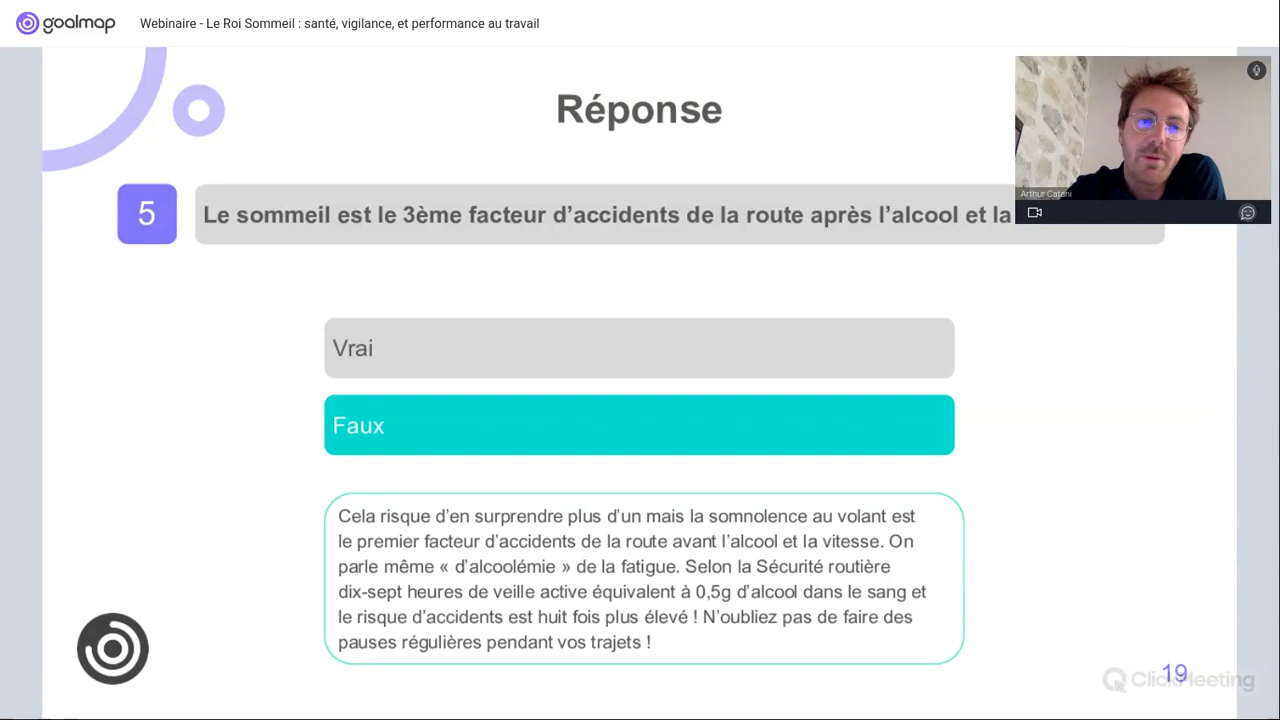 goalmap
Webinaire - Le Roi Sommeil : santé, vigilance, et performance au travail
Réponse
Arthur Catani
5
Le sommeil est le 3ème facteur d’accidents de la route après l’alcool et la
Vrai
Faux
Cela risque d’en surprendre plus d’un mais la somnolence au volant est
le premier facteur d’accidents de la route avant l’alcool et la vitesse. On
parle même « d’alcoolémie » de la fatigue. Selon la Sécurité routière
dix-sept heures de veille active équivalent à 0,5g d’alcool dans le sang et
le risque d’accidents est huit fois plus élevé ! N’oubliez pas de faire des
pauses régulières pendant vos trajets !
19
ClickMeeting